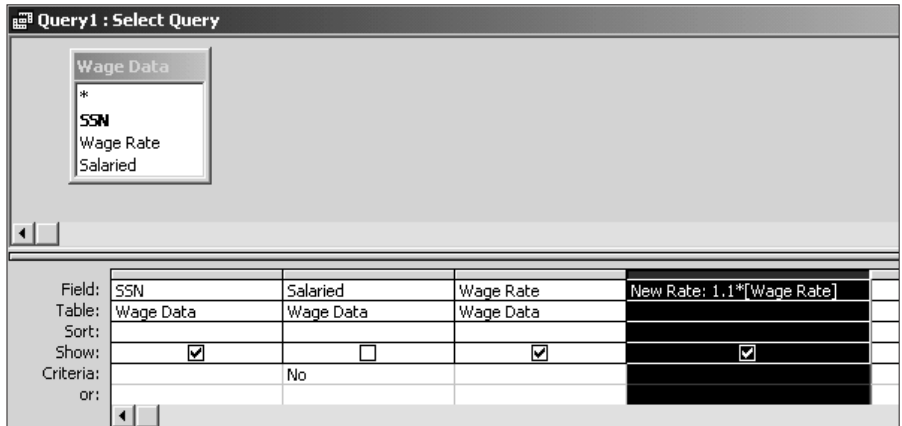 Query1 : Select Query
Wage Data
*
SSN
Wage Rate
Salaried
Field: SSN Salaried Wage Rate New Rate: 1.1*[Wage Rate]
Table: Wage Data Wage Data Wage Data
Sort:
Show:
Criteria: No
or: